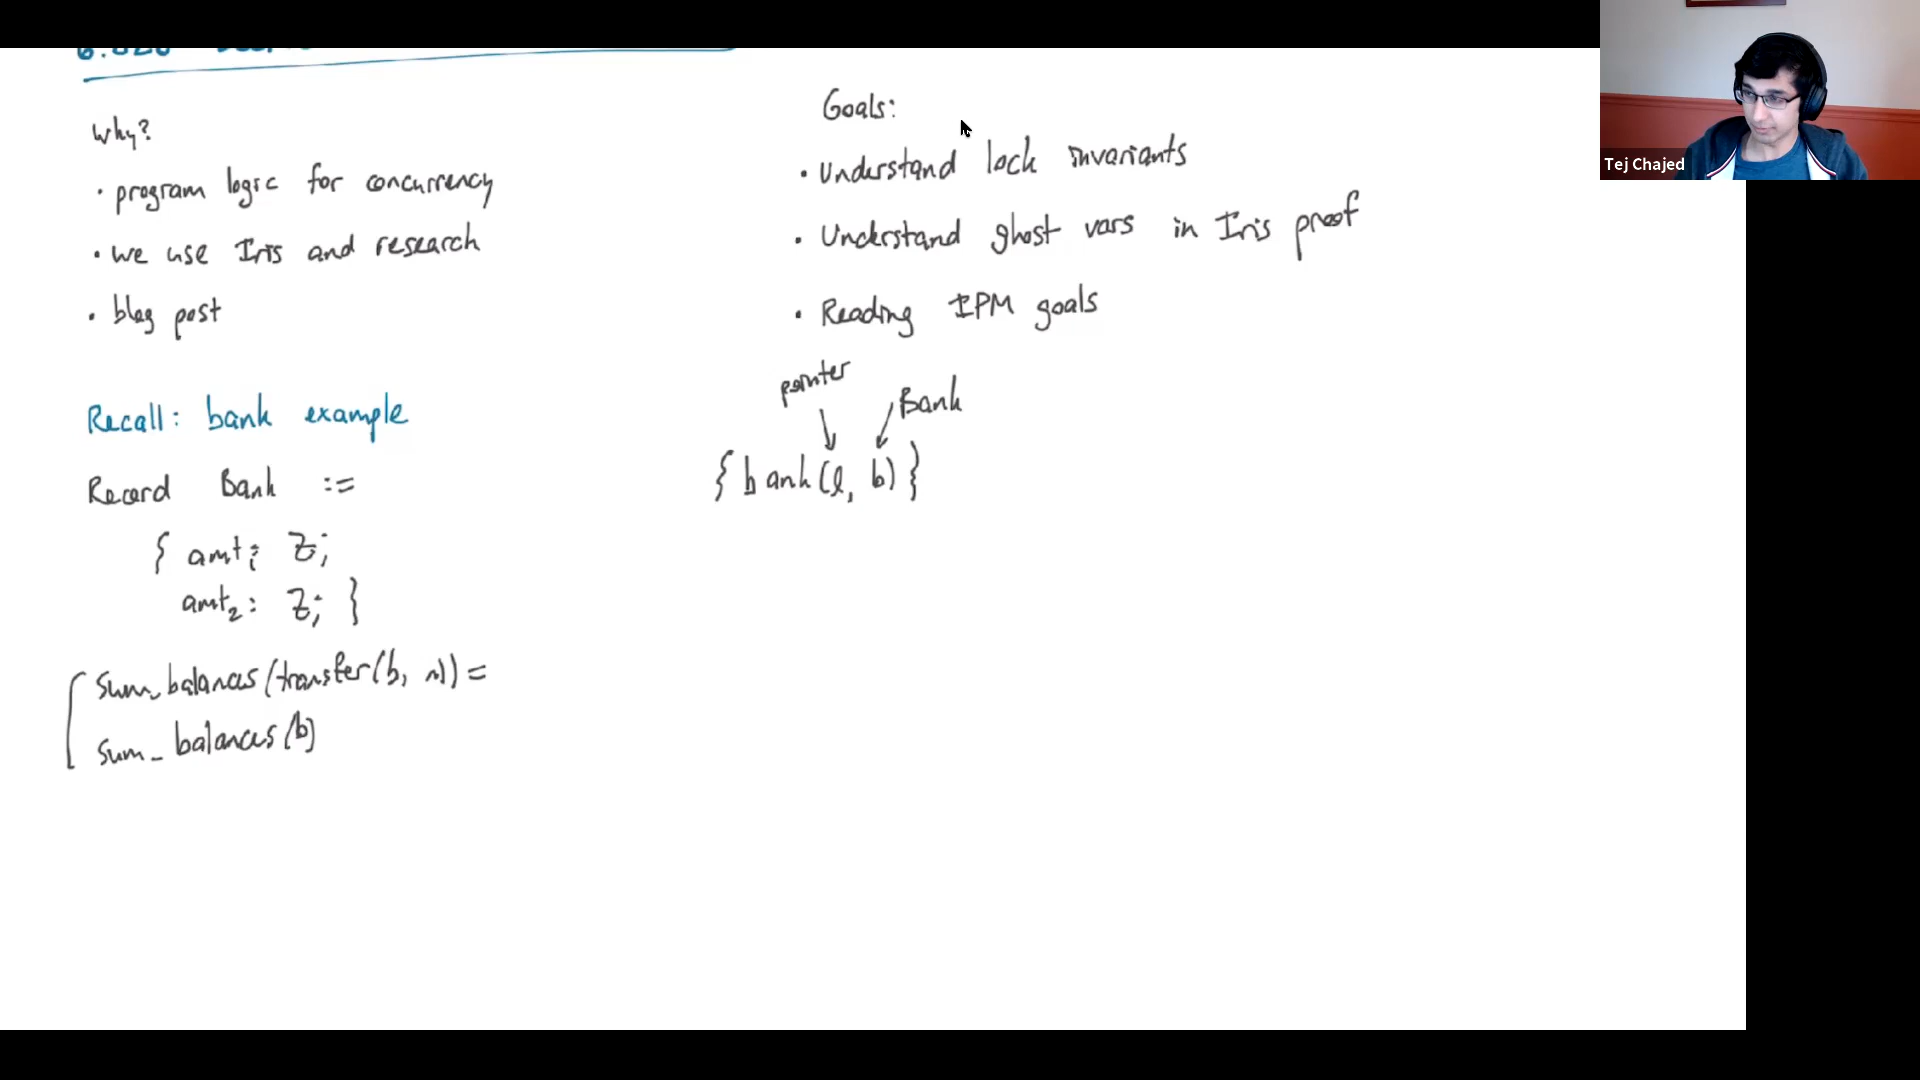 Why?
• program logic for concurrency
• we use Iris and research
• blog post
Recall: bank example
Record Bank :=
{ amt: Z;
amt₂: Z; }
sum_balances(transfer(b, n)) =
sum_balances(b)
Goals:
• Understand lock invariants
• Understand ghost vars in Iris proof
• Reading IPM goals
pointer
Bank
{ bank(l, b) }
Tej Chajed